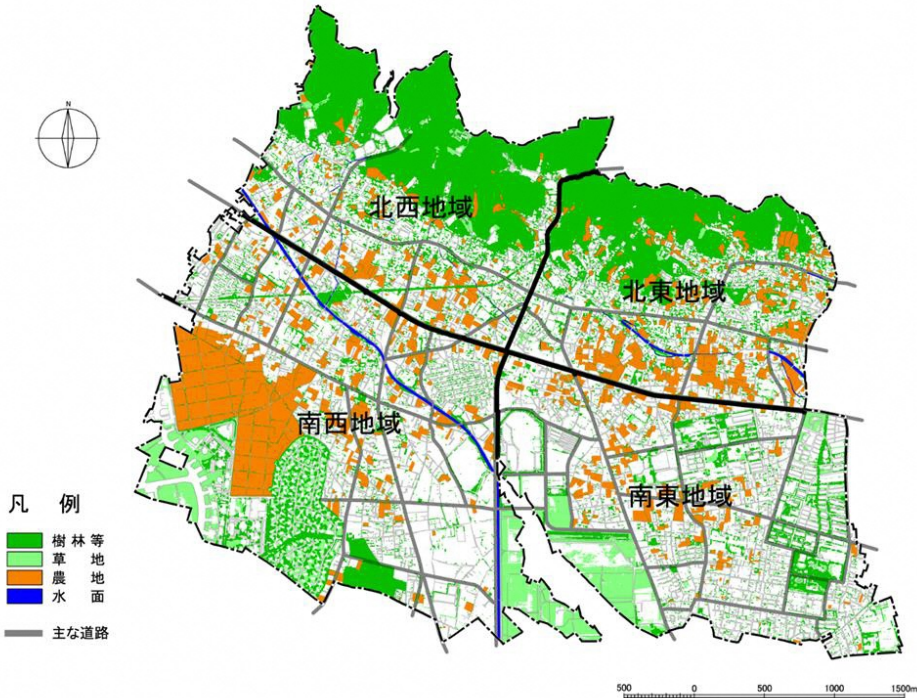 N
北西地域
北東地域
南西地域
南東地域
凡 例
樹林等
草 地
農 地
水 面
主な道路
500 0 500 1000 1500m